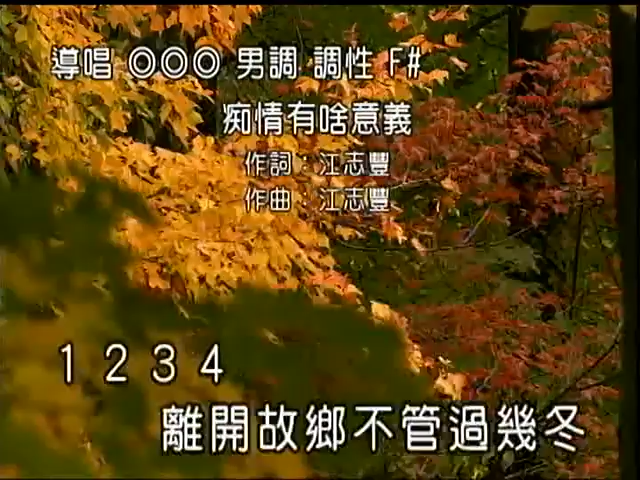 導唱 ◎◎◎ 男調 調性 F#
痴情有啥意義
作詞：江志豐
作曲：江志豐
1 2 3 4
離開故鄉不管過幾冬